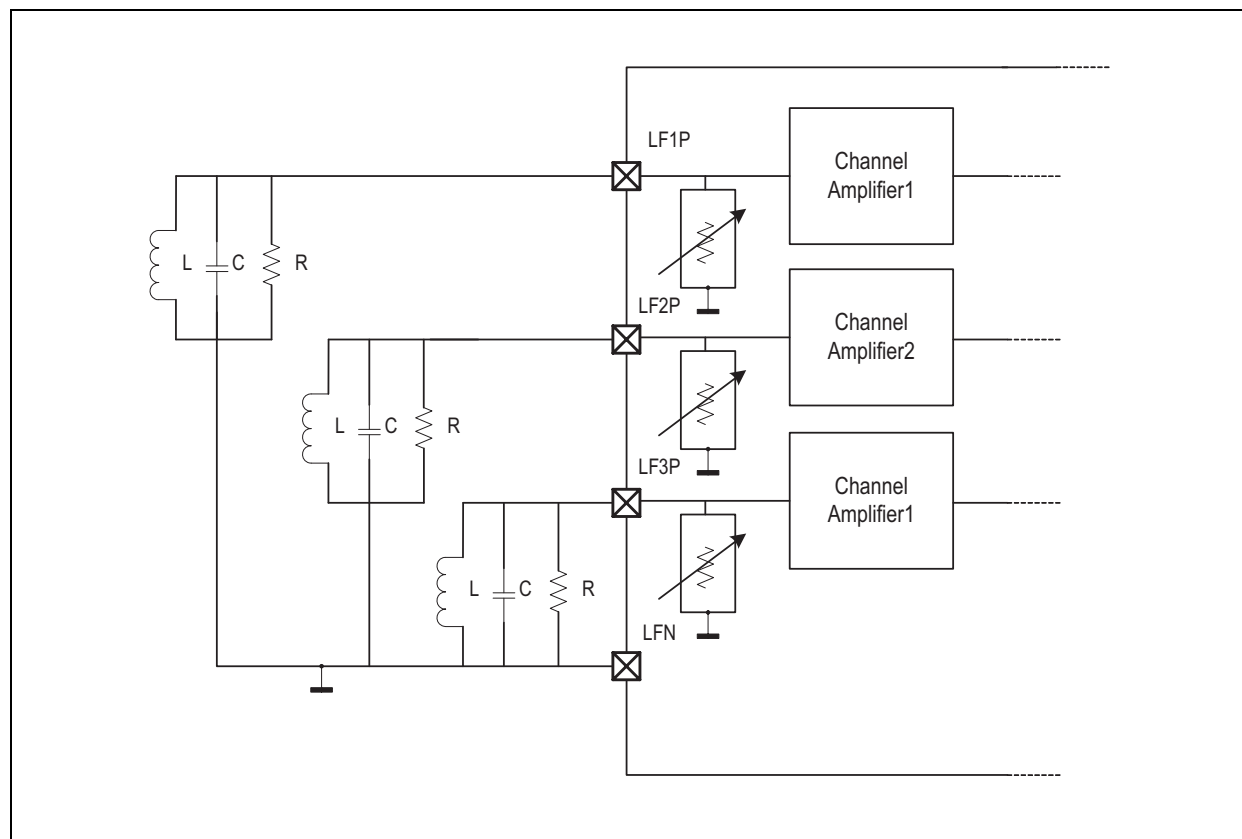 LF1P
Channel
Amplifier1
L
C
R
LF2P
Channel
Amplifier2
L
C
R
LF3P
Channel
Amplifier1
L
C
R
LFN